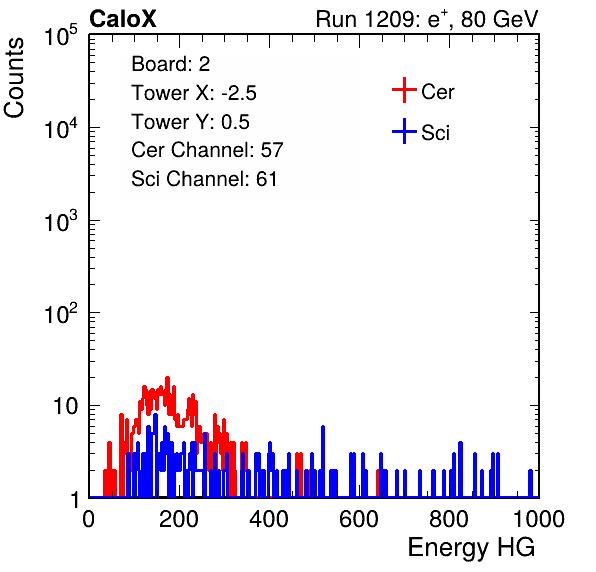 CaloX Run 1209: e⁺, 80 GeV
Counts
10⁵
10⁴
10³
10²
10
1
Board: 2
Tower X: -2.5
Tower Y: 0.5
Cer Channel: 57
Sci Channel: 61
Cer
Sci
0 200 400 600 800 1000
Energy HG